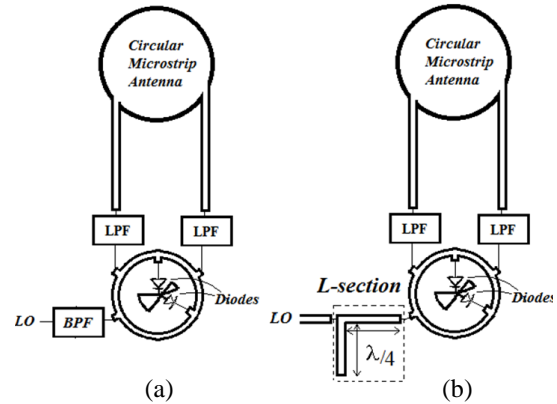 Circular
Microstrip
Antenna
LPF
LPF
Diodes
LO
BPF
(a)
Circular
Microstrip
Antenna
LPF
LPF
L-section
Diodes
LO
λ/4
(b)